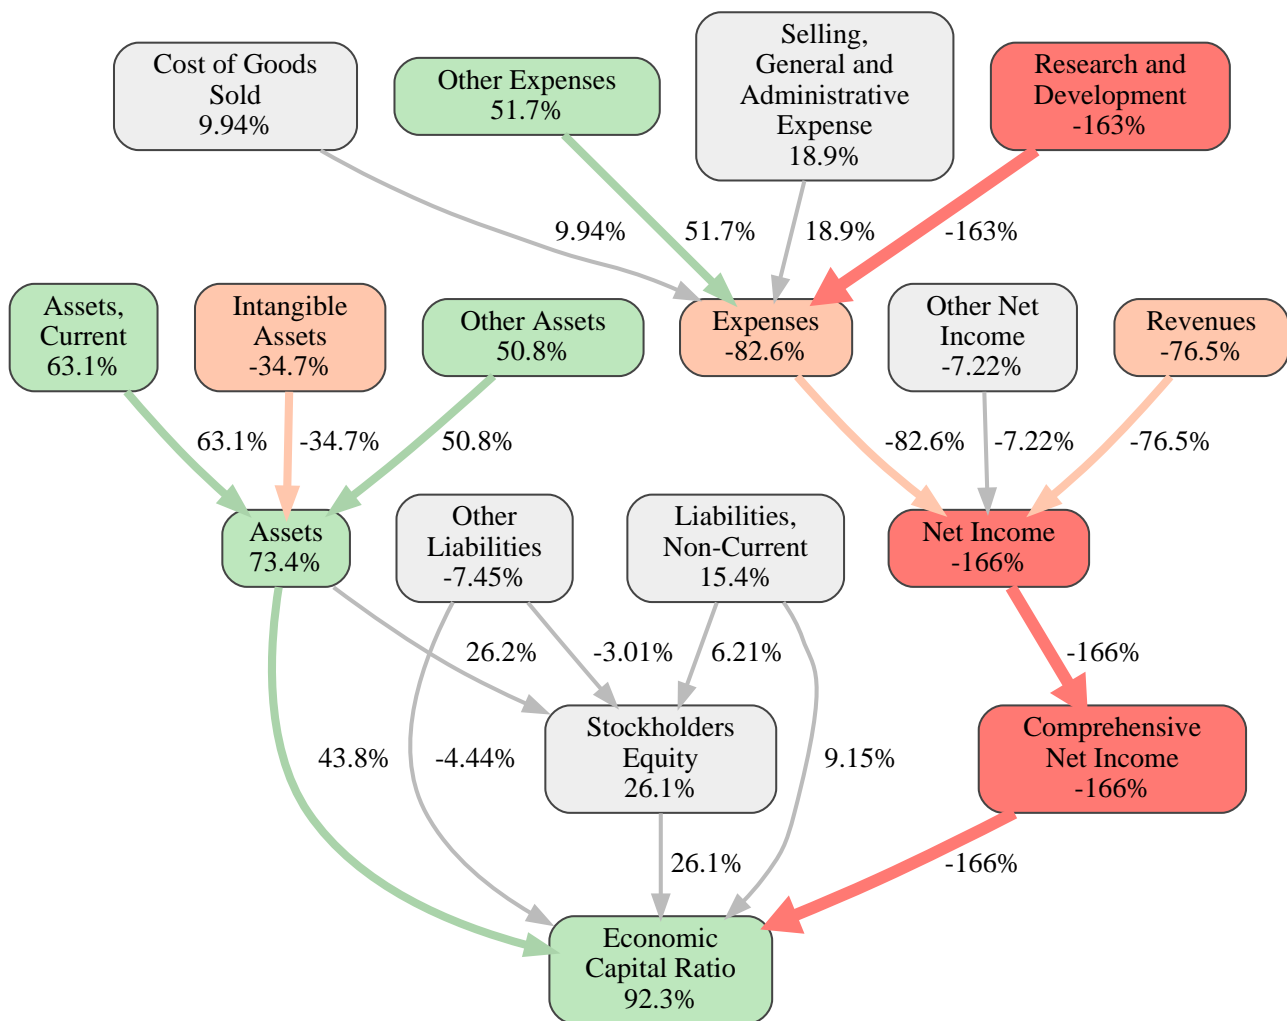 Cost of Goods
Sold
9.94%
Other Expenses
51.7%
Selling,
General and
Administrative
Expense
18.9%
Research and
Development
-163%
9.94%
51.7%
18.9%
-163%
Assets,
Current
63.1%
Intangible
Assets
-34.7%
Other Assets
50.8%
Expenses
-82.6%
Other Net
Income
-7.22%
Revenues
-76.5%
63.1%
-34.7%
50.8%
-82.6%
-7.22%
-76.5%
Assets
73.4%
Other
Liabilities
-7.45%
Liabilities,
Non-Current
15.4%
Net Income
-166%
26.2%
-3.01%
6.21%
-166%
Stockholders
Equity
26.1%
Comprehensive
Net Income
-166%
43.8%
-4.44%
9.15%
26.1%
-166%
Economic
Capital Ratio
92.3%